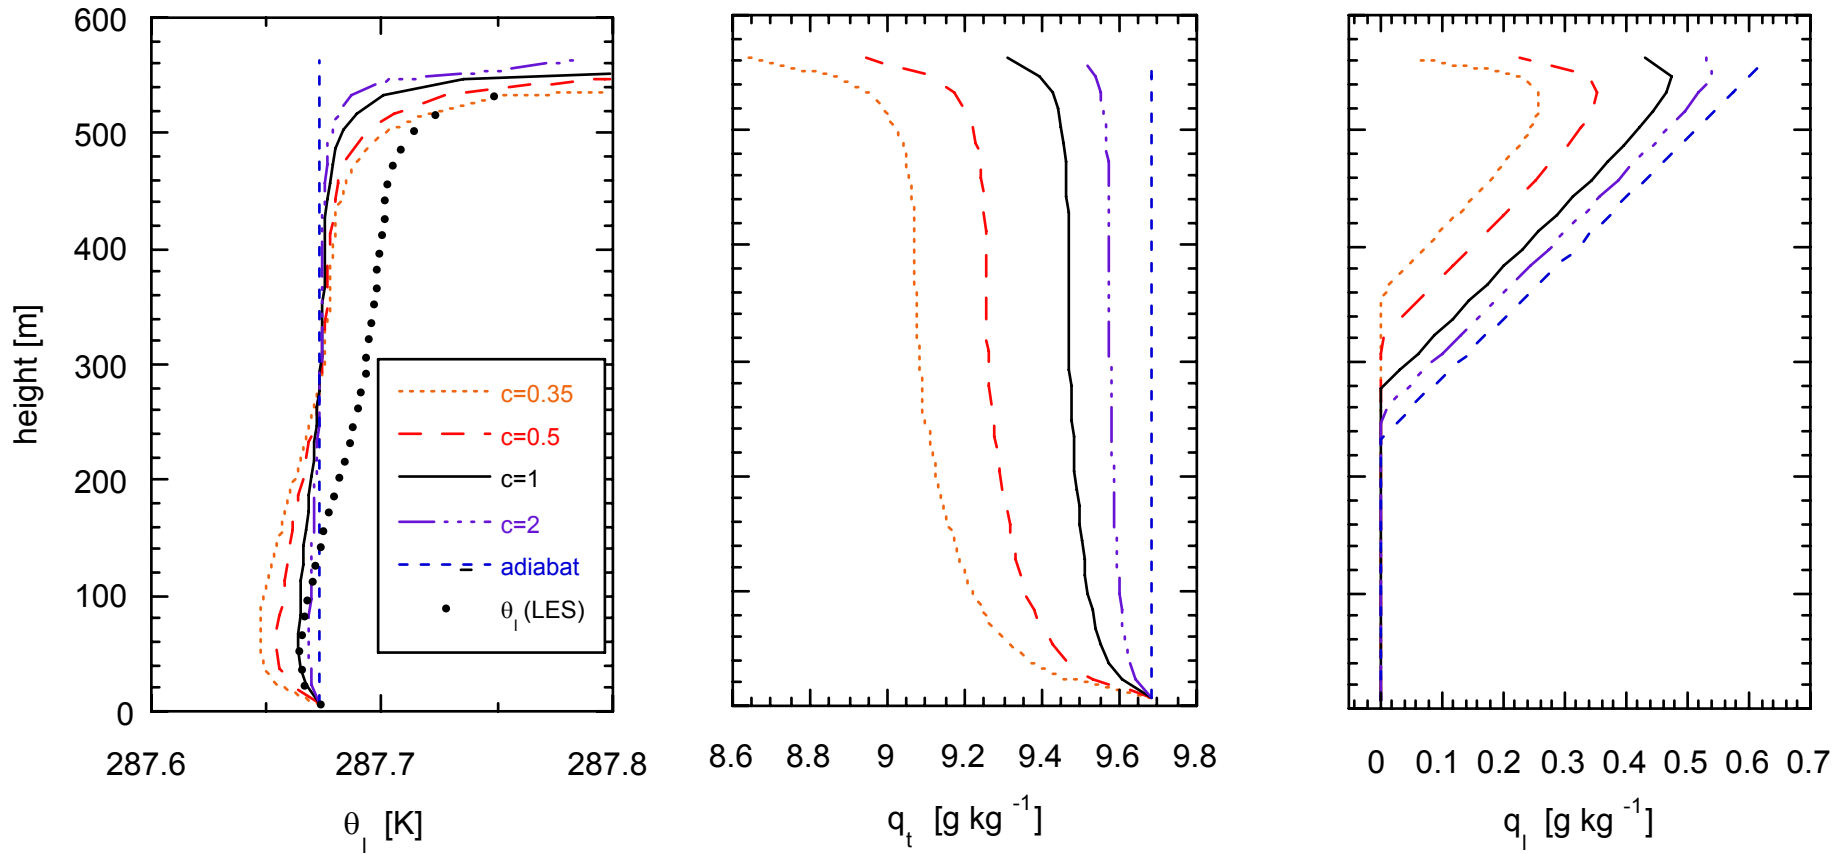 600
500
400
300
200
100
0
height [m]
c=0.35
c=0.5
c=1
c=2
adiabat
θl (LES)
287.6 287.7 287.8
θl [K]
8.6 8.8 9 9.2 9.4 9.6 9.8
qt [g kg -1]
0 0.1 0.2 0.3 0.4 0.5 0.6 0.7
ql [g kg -1]